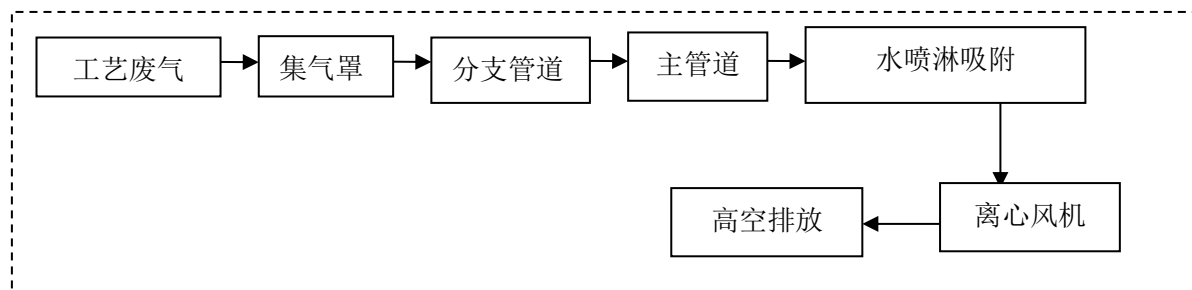 工艺废气
集气罩
分支管道
主管道
水喷淋吸附
离心风机
高空排放